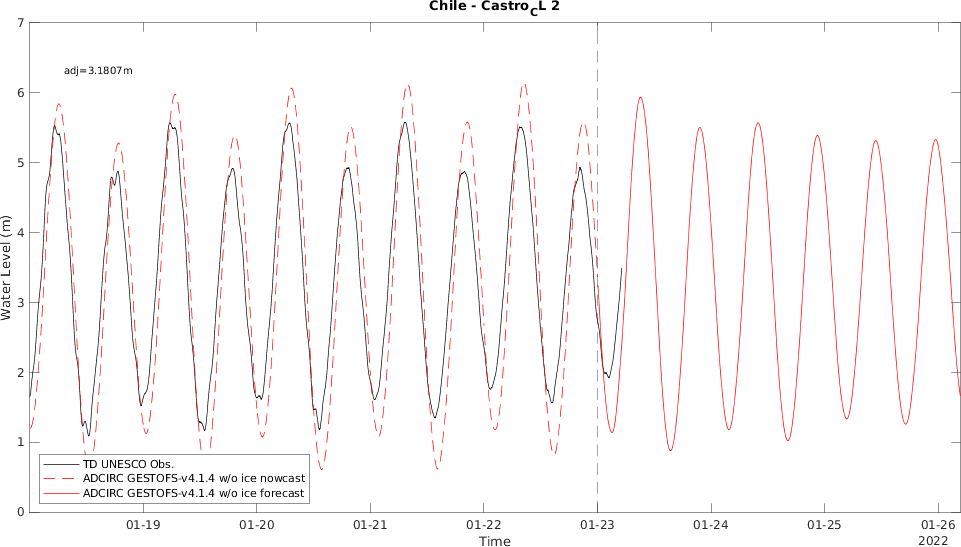 Chile - Castro_CL 2
7
adj=3.1807m
6
5
4
3
2
1
0
Water Level (m)
TD UNESCO Obs.
ADCIRC GESTOFS-v4.1.4 w/o ice nowcast
ADCIRC GESTOFS-v4.1.4 w/o ice forecast
01-19 01-20 01-21 01-22 01-23 01-24 01-25 01-26
Time 2022